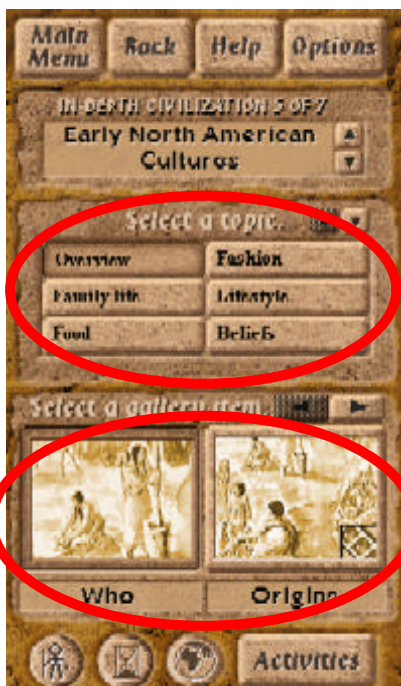 Main Menu Back Help Options
IN-DEPTH CIVILIZATION 5 OF 7
Early North American
Cultures
Select a topic.
Overview Fashion
Family life Lifestyle
Food Beliefs
Select a gallery item.
Who Origins
Activities